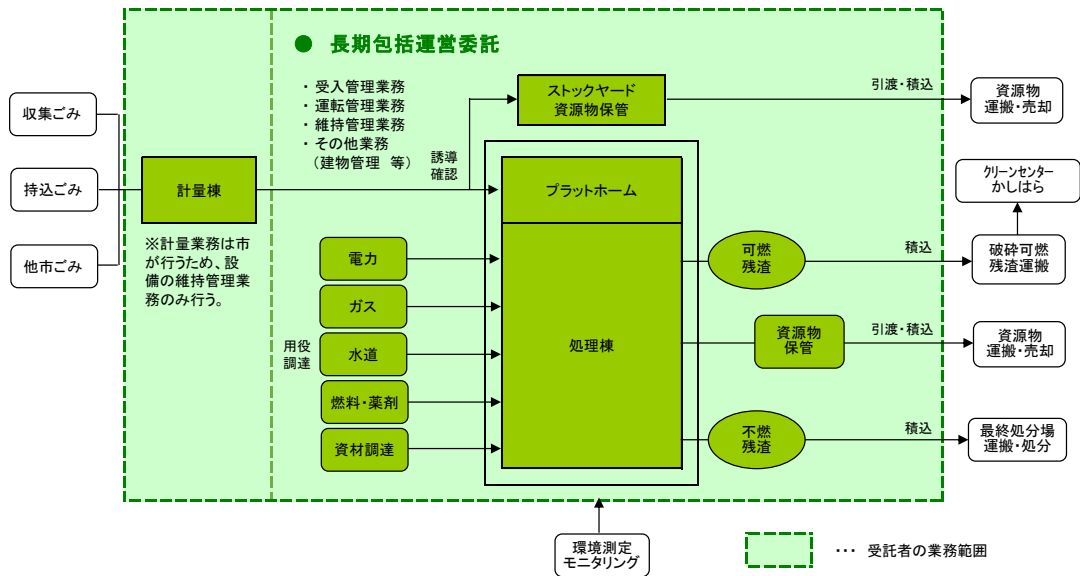 ● 長期包括運営委託
・ 受入管理業務
・ 運転管理業務
・ 維持管理業務
・ その他業務
（建物管理 等）
ストックヤード
資源物保管
引渡・積込
資源物
運搬・売却
収集ごみ
持込ごみ
他市ごみ
計量棟
※計量業務は市
が行うため、設
備の維持管理業
務のみ行う。
誘導
確認
プラットホーム
処理棟
用役
調達
電力
ガス
水道
燃料・薬剤
資材調達
可燃
残渣
積込
破砕可燃
残渣運搬
クリーンセンター
かしはら
資源物
保管
引渡・積込
資源物
運搬・売却
不燃
残渣
積込
最終処分場
運搬・処分
環境測定
モニタリング
… 受託者の業務範囲